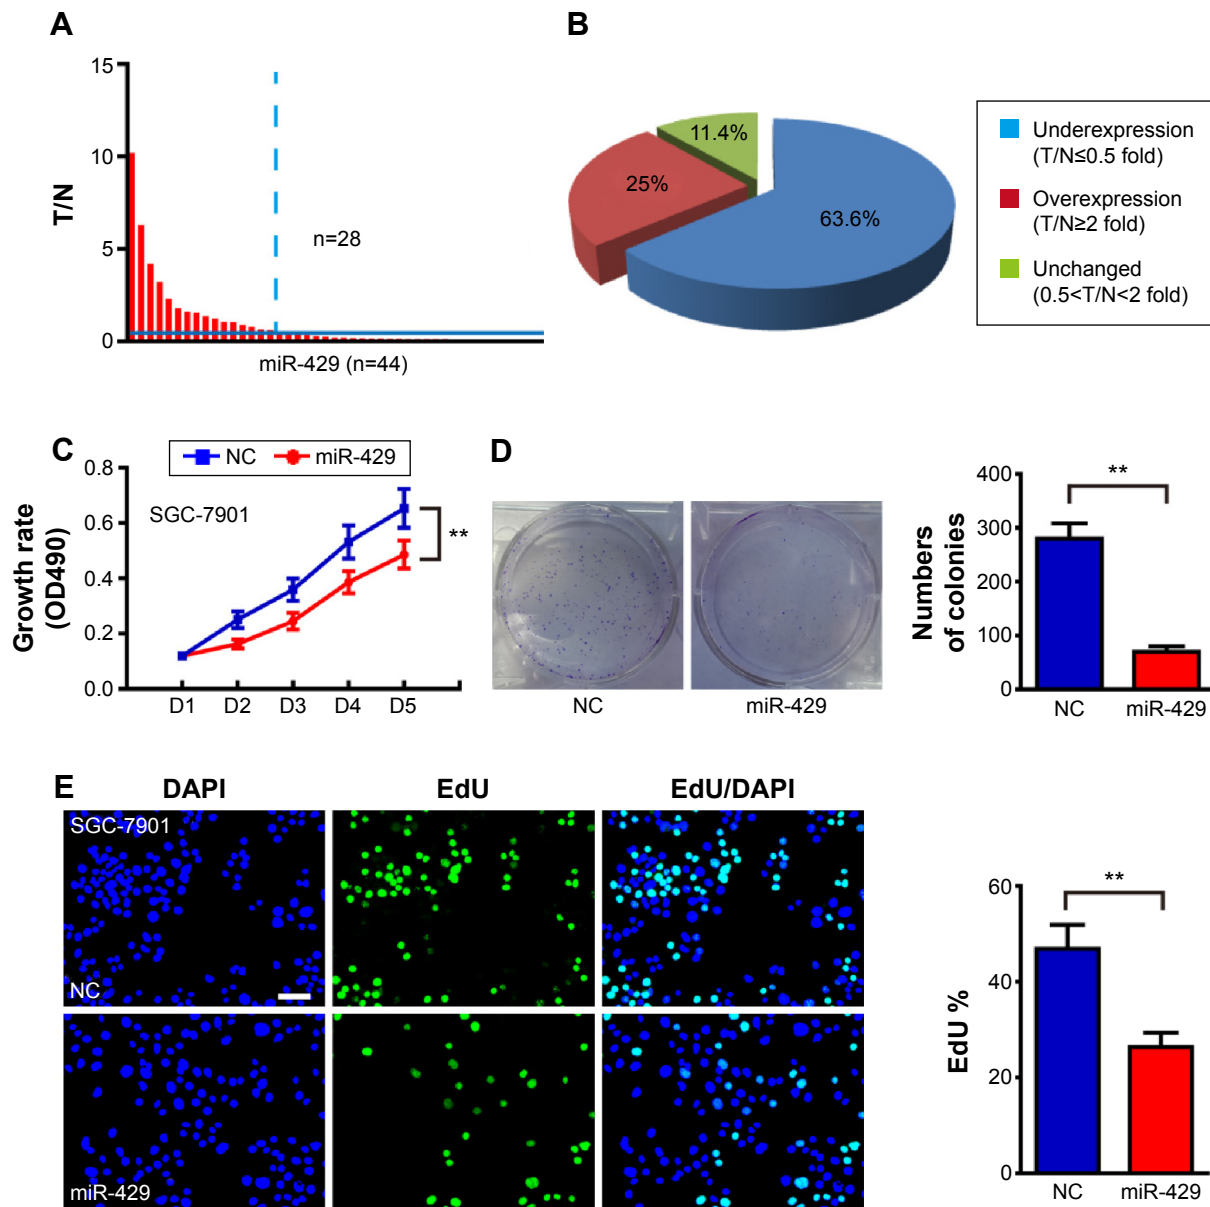 A
15
10
5
0
T/N
n=28
miR-429 (n=44)
B
11.4%
25%
63.6%
Underexpression
(T/N≤0.5 fold)
Overexpression
(T/N≥2 fold)
Unchanged
(0.5<T/N<2 fold)
C
NC
miR-429
SGC-7901
0.8
0.6
0.4
0.2
0.0
Growth rate
(OD490)
D1 D2 D3 D4 D5
**
D
NC
miR-429
400
300
200
100
0
Numbers
of colonies
**
NC
miR-429
E
DAPI
EdU
EdU/DAPI
SGC-7901
NC
miR-429
60
40
20
0
EdU %
**
NC
miR-429